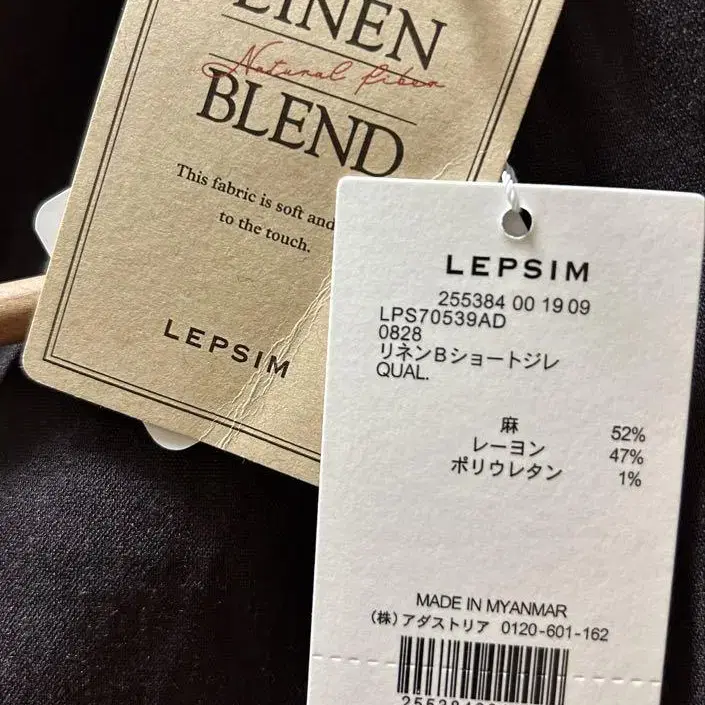 LINEN
Natural fiber
BLEND
This fabric is soft and
to the touch.
LEPSIM
LEPSIM
255384 00 19 09
LPS70539AD
0828
リネンBショートジレ
QUAL.
麻 52%
レーヨン 47%
ポリウレタン 1%
MADE IN MYANMAR
(株)アダストリア 0120-601-162